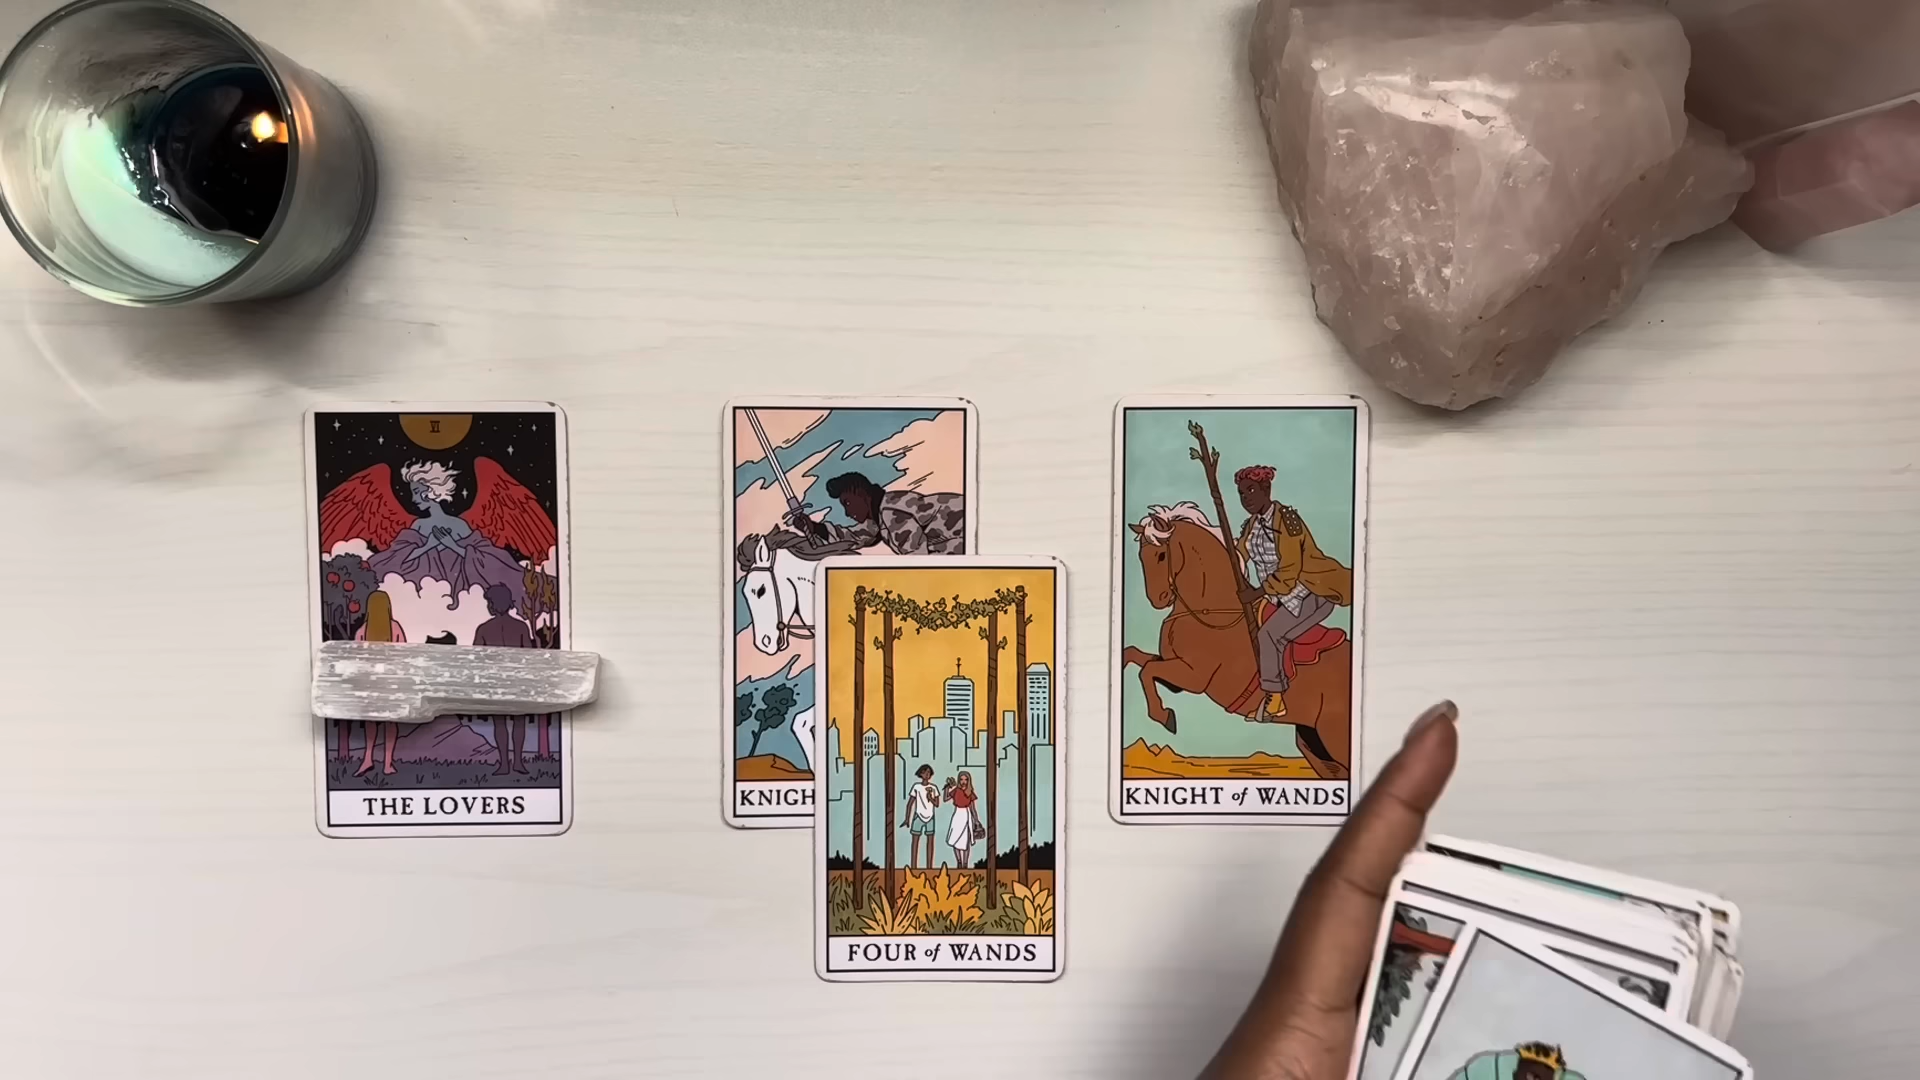 VI
THE LOVERS
KNIGH
KNIGHT of WANDS
FOUR of WANDS